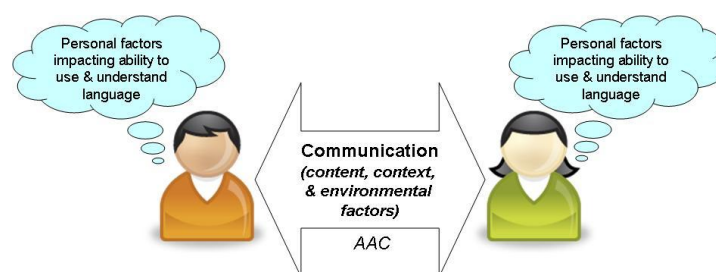 Personal factors
impacting ability to
use & understand
language
Personal factors
impacting ability to
use & understand
language
Communication
(content, context,
& environmental
factors)
AAC